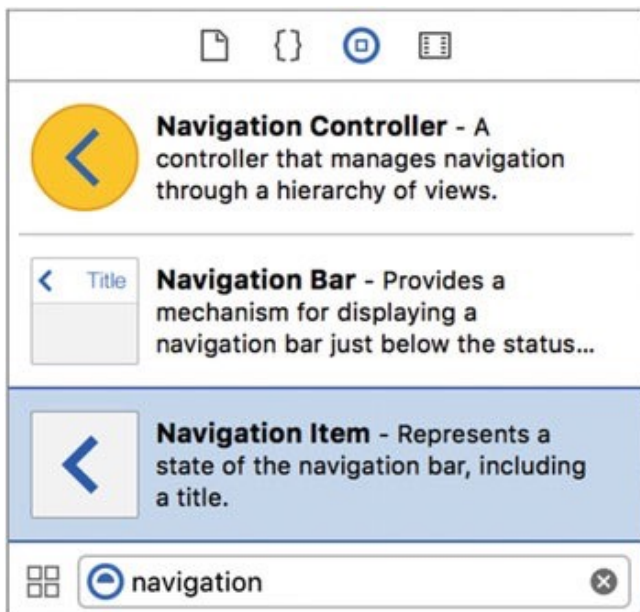 Navigation Controller - A
controller that manages navigation
through a hierarchy of views.
Title
Navigation Bar - Provides a
mechanism for displaying a
navigation bar just below the status...
Navigation Item - Represents a
state of the navigation bar, including
a title.
navigation